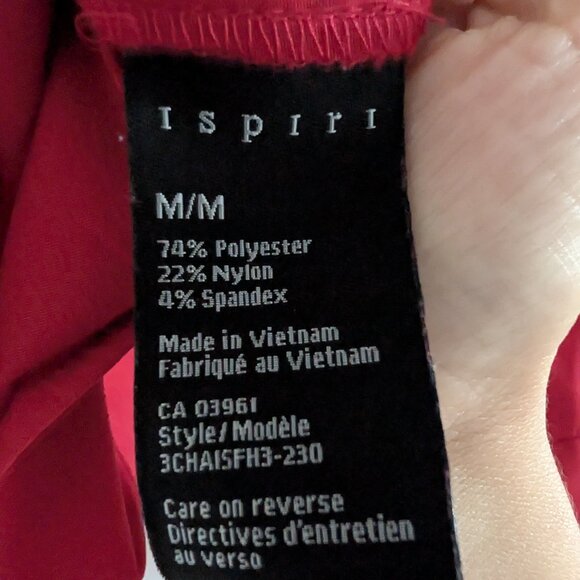 Ispiri
M/M
74% Polyester
22% Nylon
4% Spandex
Made in Vietnam
Fabriqué au Vietnam
CA 03961
Style/Modèle
3CHAI5FH3-230
Care on reverse
Directives d'entretien
au verso